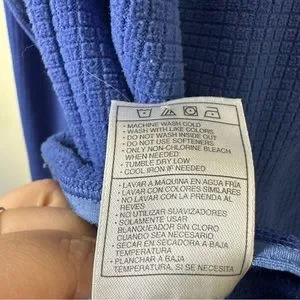 • MACHINE WASH COLD
• WASH WITH LIKE COLORS
• DO NOT WASH INSIDE OUT
• DO NOT USE SOFTENERS
• ONLY NON-CHLORINE BLEACH
WHEN NEEDED
• TUMBLE DRY LOW
• COOL IRON IF NEEDED
• LAVAR A MÁQUINA EN AGUA FRÍA
• LAVAR CON COLORES SIMILARES
• NO LAVAR CON LA PRENDA AL
REVES
• NO UTILIZAR SUAVIZADORES
• SOLAMENTE USAR
BLANQUEADOR SIN CLORO
CUANDO SEA NECESARIO
• SECAR EN SECADORA A BAJA
TEMPERATURA
• PLANCHAR A BAJA
TEMPERATURA, SI SE NECESITA